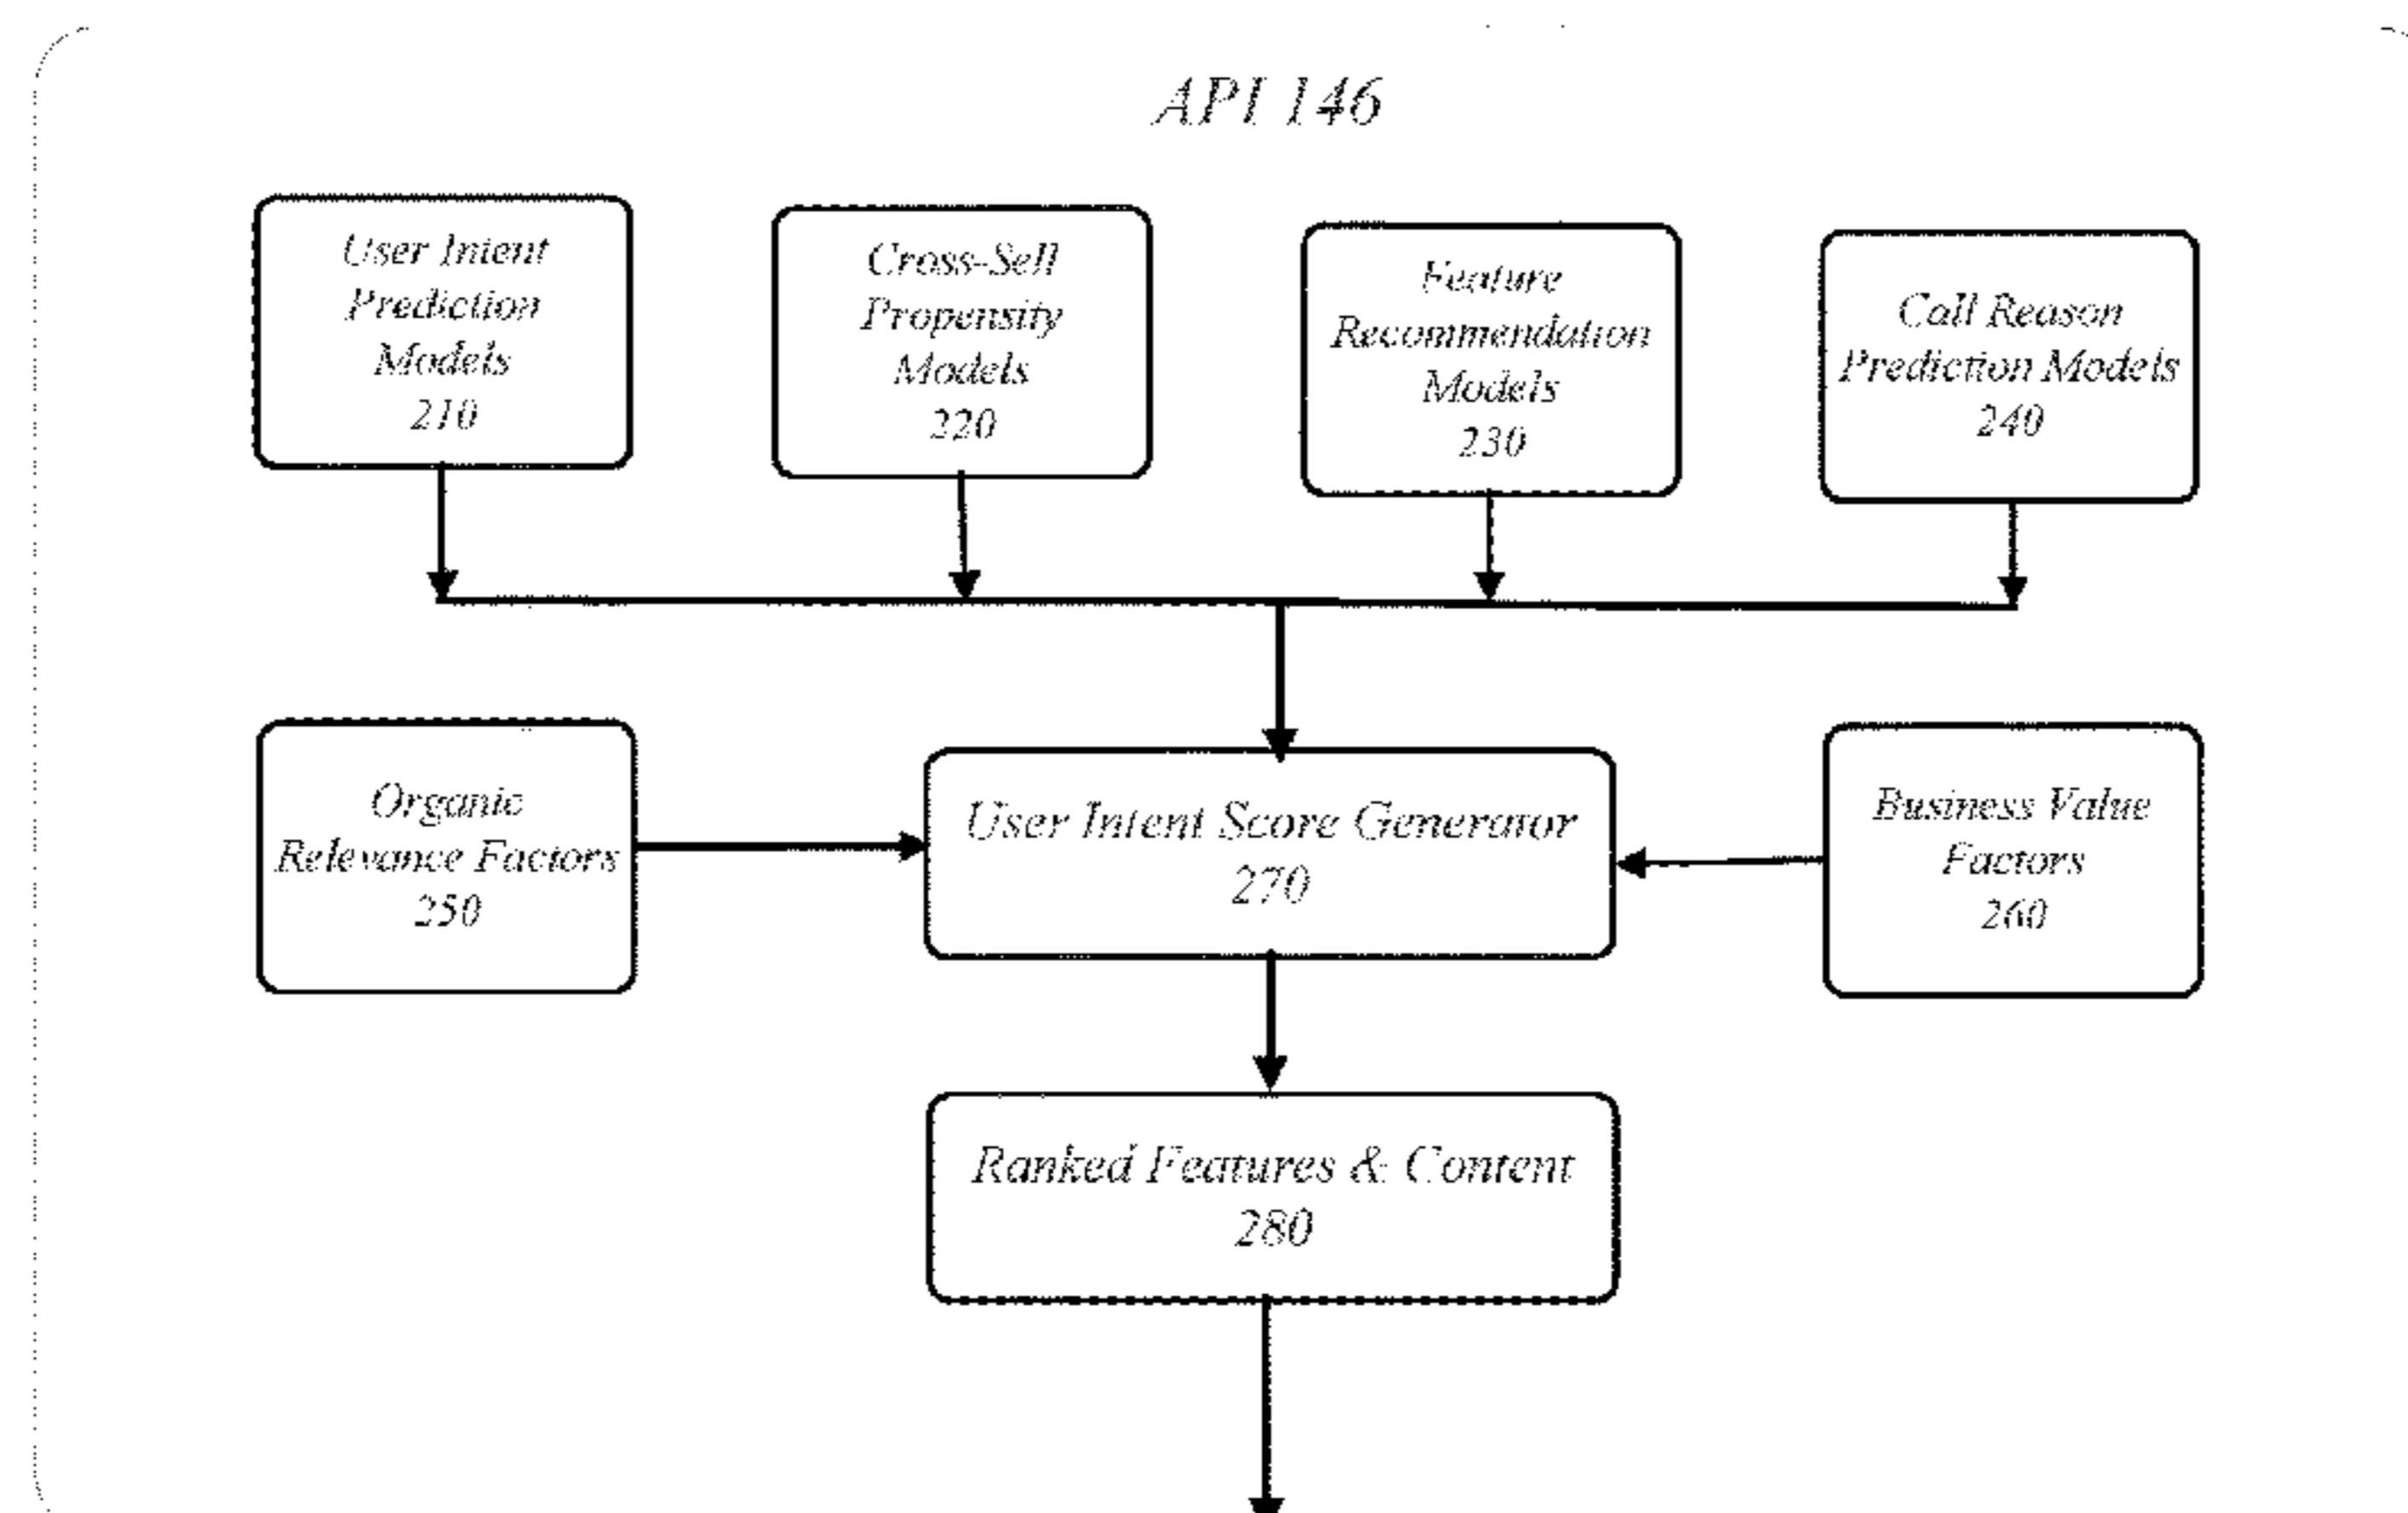 API 146
User Intent
Prediction
Models
210
Cross-Sell
Propensity
Models
220
Feature
Recommendation
Models
230
Call Reason
Prediction Models
240
Organic
Relevance Factors
250
User Intent Score Generator
270
Business Value
Factors
260
Ranked Features & Content
280